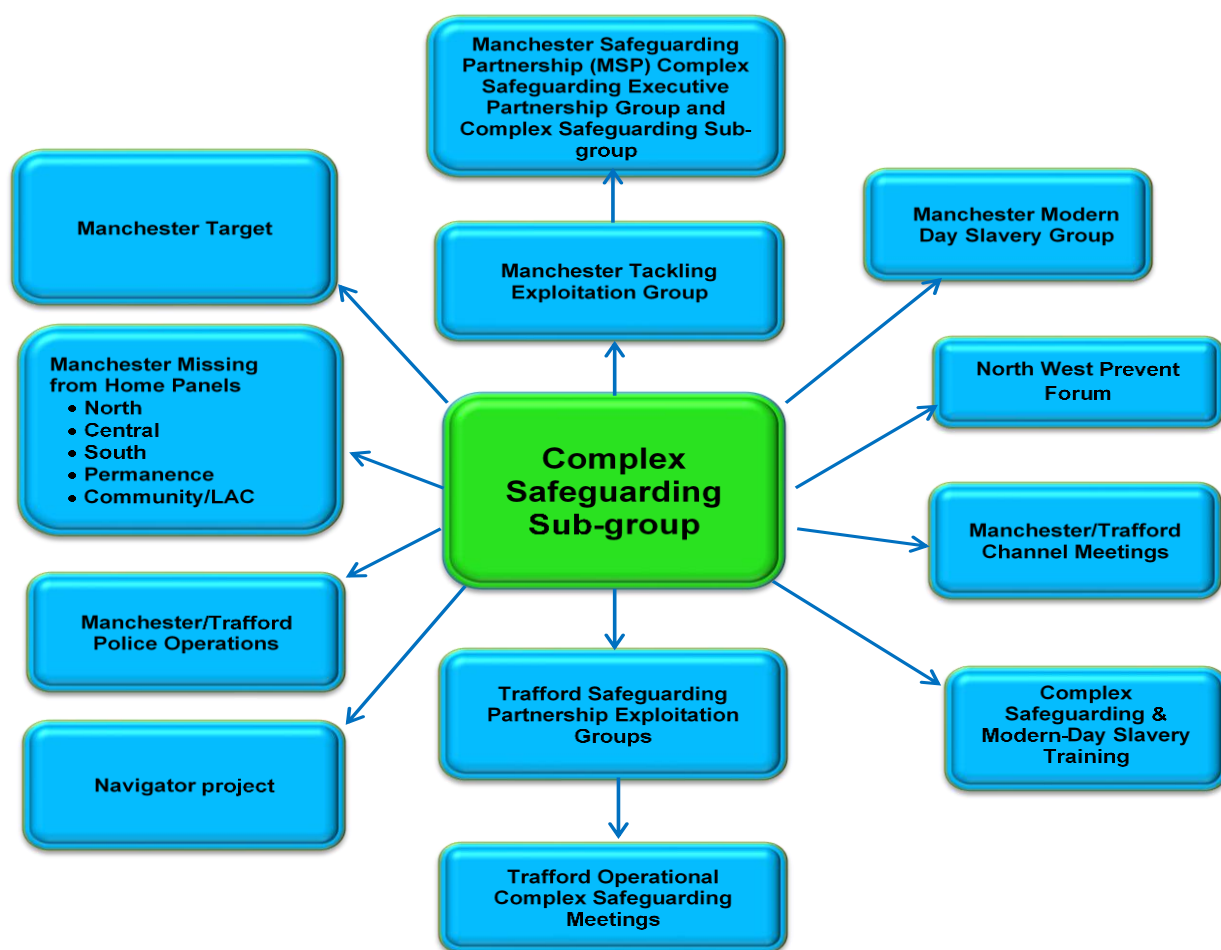 Manchester Safeguarding
Partnership (MSP) Complex
Safeguarding Executive
Partnership Group and
Complex Safeguarding Sub-
group
Manchester Target
Manchester Modern
Day Slavery Group
Manchester Tackling
Exploitation Group
Manchester Missing
from Home Panels
• North
• Central
• South
• Permanence
• Community/LAC
North West Prevent
Forum
Complex
Safeguarding
Sub-group
Manchester/Trafford
Channel Meetings
Manchester/Trafford
Police Operations
Trafford Safeguarding
Partnership Exploitation
Groups
Complex
Safeguarding &
Modern-Day Slavery
Training
Navigator project
Trafford Operational
Complex Safeguarding
Meetings